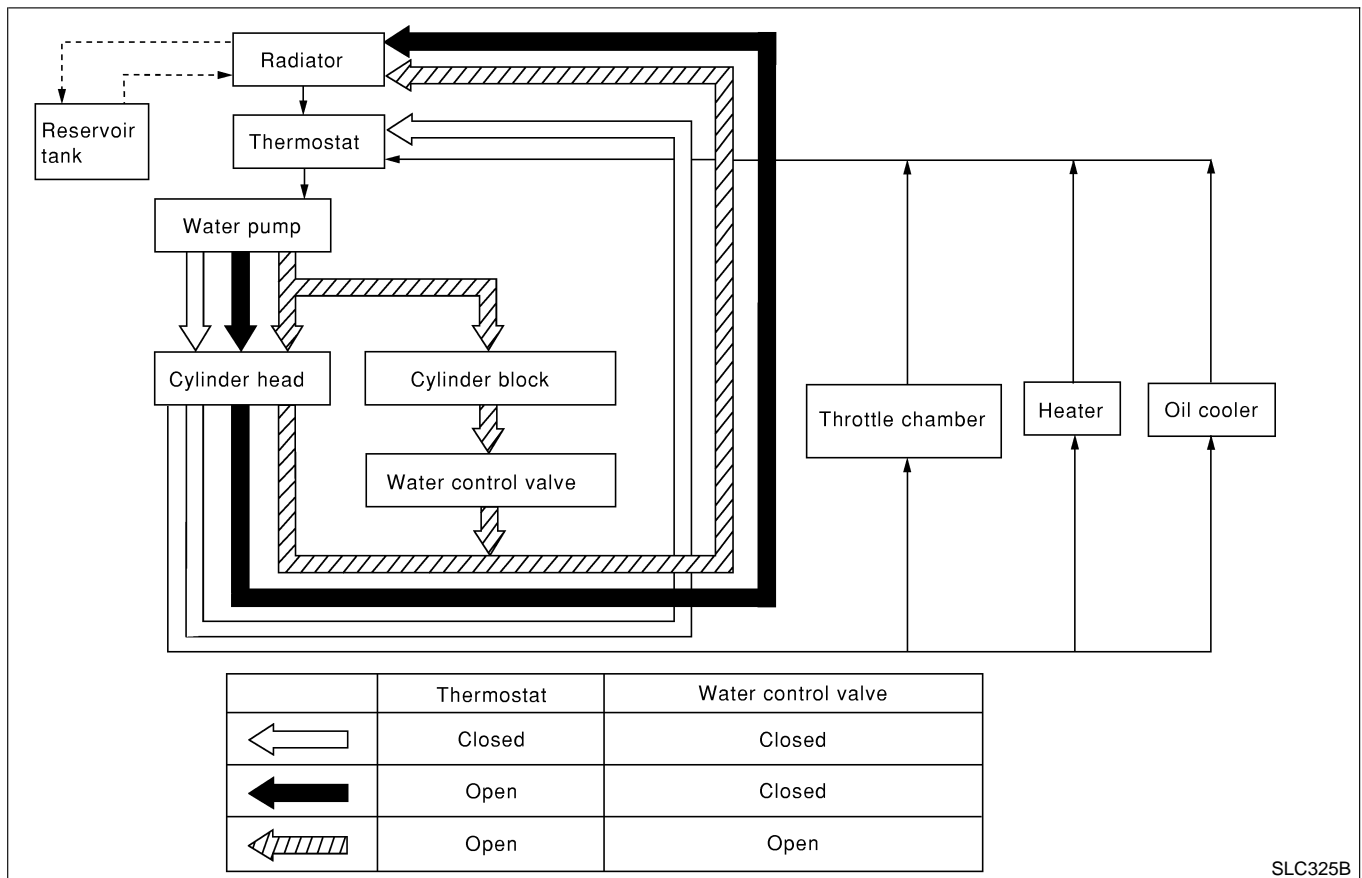 Radiator
Reservoir
tank
Thermostat
Water pump
Cylinder head
Cylinder block
Water control valve
Throttle chamber
Heater
Oil cooler
Thermostat Water control valve
Closed Closed
Open Closed
Open Open
SLC325B